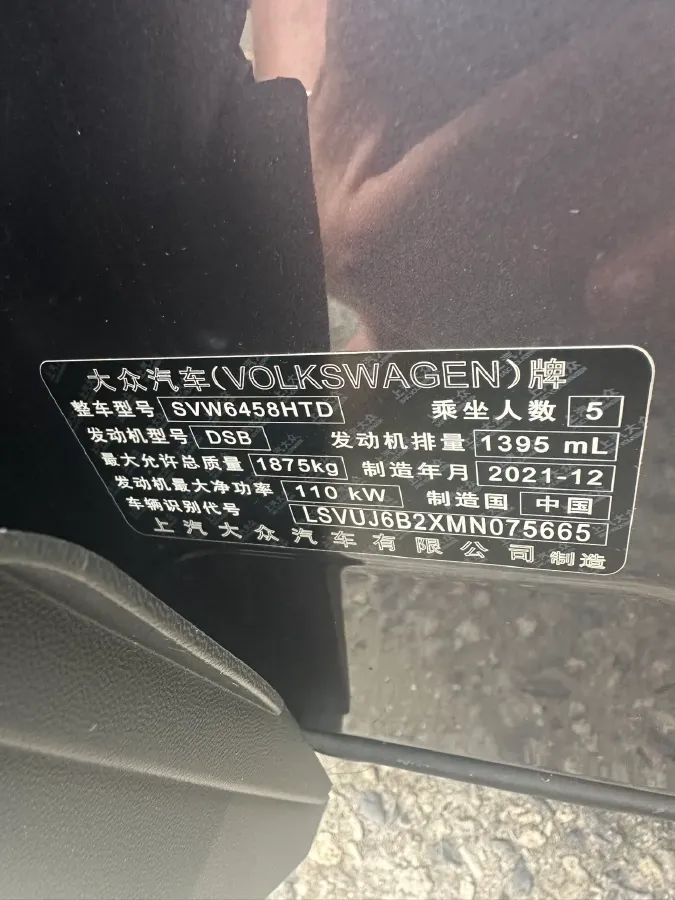 大众汽车(VOLKSWAGEN)牌
整车型号 SVW6458HTD 乘坐人数 5
发动机型号 DSB 发动机排量 1395 mL
最大允许总质量 1875kg 制造年月 2021-12
发动机最大净功率 110 kW 制造国 中国
车辆识别代号 LSVUJ6B2XMN075665
上汽大众汽车有限公司 制造